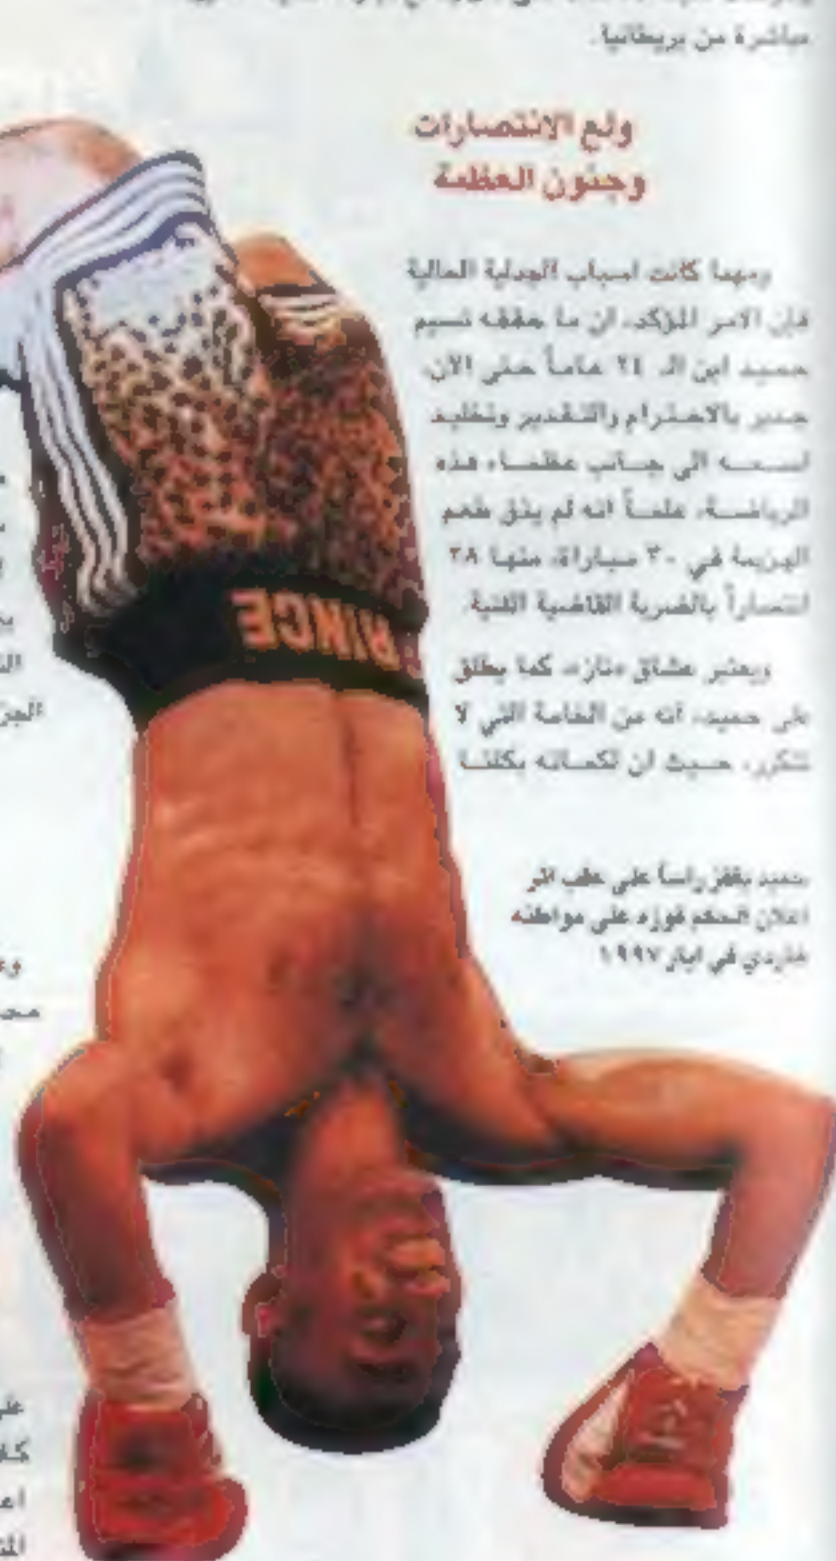 مباشرة من بريطانيا.
ولع الانتصارات
وجنون العظمة
ومهما كانت اسباب الجدلية الحالية
فإن الامر المؤكد، ان ما حققه نسيم
حميد ابن الـ ٢٤ عاماً حتى الآن،
جدير بالاحترام والتقدير وتخليد
اسمه الى جانب عظماء هذه
الرياضة، علماً انه لم يذق طعم
الهزيمة في ٣٠ مباراة، منها ٢٨
انتصاراً بالضربة القاضية الفنية.
ويعتبر عشاق «ناز»، كما يطلق
على حميد، انه من الخامة التي لا
تتكرر، حيث ان لكماته بكلتا
حميد يقفز رأساً على عقب اثر
اعلان الحكم فوزه على مواطنه
في ايار ١٩٩٧
RINCE